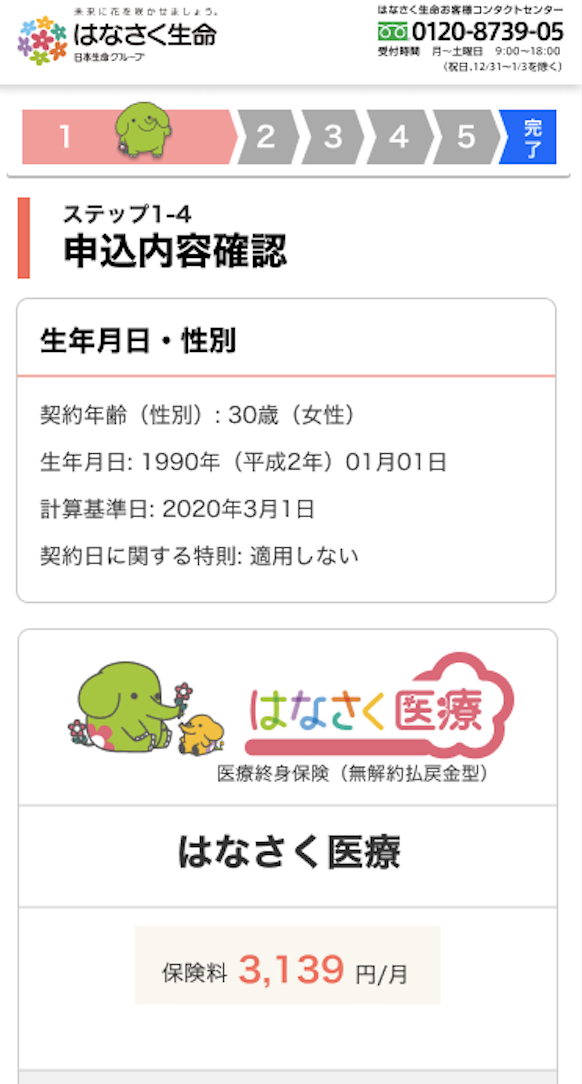 未来に花を咲かせましょう。
はなさく生命
日本生命グループ
はなさく生命お客様コンタクトセンター
0120-8739-05
受付時間 月〜土曜日 9:00〜18:00
(祝日、12/31〜1/3を除く)
1
2
3
4
5
完了
ステップ1-4
申込内容確認
生年月日・性別
契約年齢（性別）: 30歳（女性）
生年月日: 1990年（平成2年）01月01日
計算基準日: 2020年3月1日
契約日に関する特則: 適用しない
はなさく医療
医療終身保険（無解約払戻金型）
はなさく医療
保険料 3,139 円/月